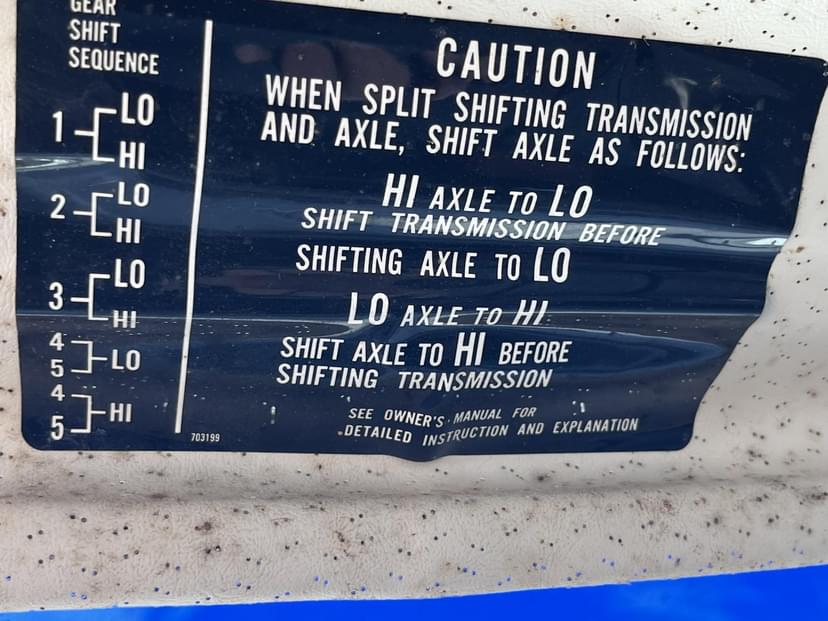 GEAR
SHIFT
SEQUENCE
1 LO
HI
2 LO
HI
3 LO
HI
4
5 LO
4
5 HI
703199
CAUTION
WHEN SPLIT SHIFTING TRANSMISSION
AND AXLE, SHIFT AXLE AS FOLLOWS:
HI AXLE TO LO
SHIFT TRANSMISSION BEFORE
SHIFTING AXLE TO LO
LO AXLE TO HI
SHIFT AXLE TO HI BEFORE
SHIFTING TRANSMISSION
SEE OWNER'S MANUAL FOR
DETAILED INSTRUCTION AND EXPLANATION